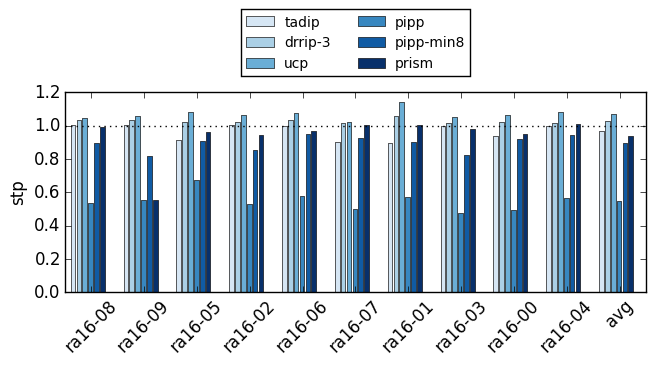 tadip pipp
drrip-3 pipp-min8
ucp prism
stp
1.2
1.0
0.8
0.6
0.4
0.2
0.0
ra16-08 ra16-09 ra16-05 ra16-02 ra16-06 ra16-07 ra16-01 ra16-03 ra16-00 ra16-04 avg